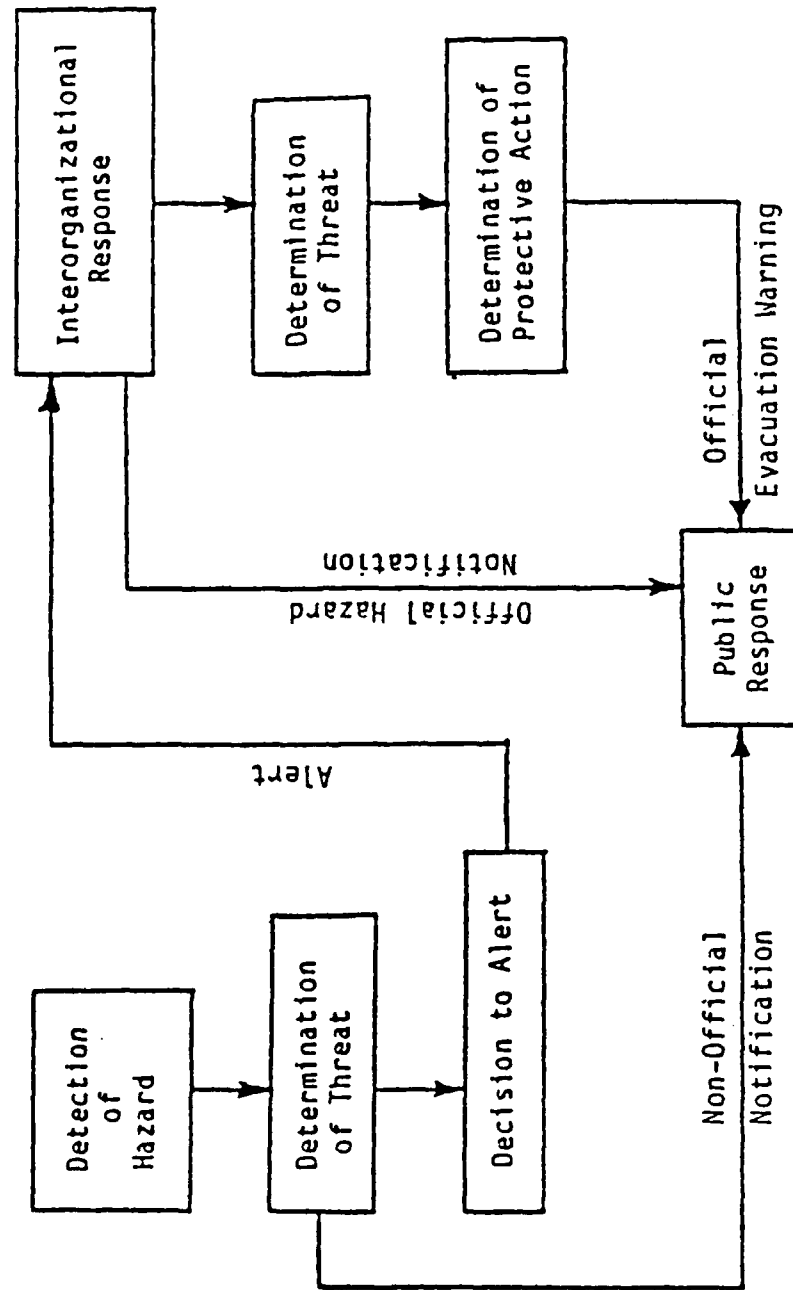 Detection
of
Hazard
Determination
of Threat
Decision to Alert
Alert
Non-Official
Notification
Interorganizational
Response
Determination
of Threat
Determination of
Protective Action
Official Hazard
Notification
Official
Evacuation Warning
Public
Response